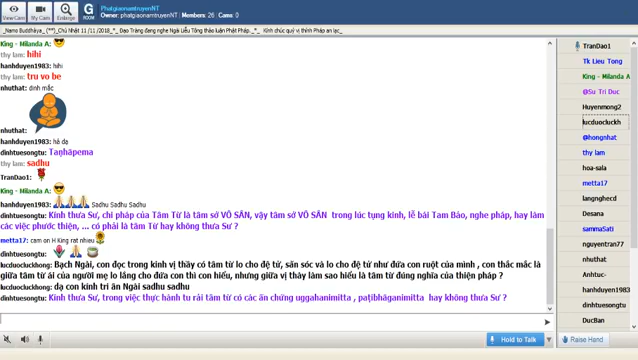 View Cam
My Cam
Enlarge
G
ROOM
PhatgiaonamtruyenNT
Owner: phatgiaonamtruyenNT Members: 26 Cams: 0
_Namo Buddhāya_(**)_Chủ Nhật 11 /11 /2018_*_ Đạo Tràng đang nghe Ngài Liễu Tông thảo luận Phật Pháp._*_ Kính chúc quý vị thính Pháp an lạc_
King - Milanda A:
thy lam: hihi
hanhduyen1983: hihi
thy lam: tru vo be
nhuthat: dinh mắc
nhuthat:
hanhduyen1983: hả dạ
dinhtuesongtu: Taṇhāpema
thy lam: sadhu
TranDao1:
King - Milanda A:
hanhduyen1983: Sadhu Sadhu Sadhu
dinhtuesongtu: Kính thưa Sư, chi pháp của Tâm Từ là tâm sở VÔ SÂN, vậy tâm sở VÔ SÂN trong lúc tụng kinh, lễ bái Tam Bảo, nghe pháp, hay làm
các việc phước thiện, ... có phải là Tâm Từ hay không thưa Sư ?
metta17: cam on H King rat nhieu
dinhtuesongtu:
lucduocluckhong: Bạch Ngài, con đọc trong kinh vị thầy có tâm từ lo cho đệ tử, săn sóc và lo cho đệ tử như đứa con ruột của mình , con thắc mắc là
giữa tâm từ ái của người mẹ lo lắng cho đứa con thì con hiểu, nhưng giữa vị thầy làm sao hiểu là tâm từ đúng nghĩa của thiện pháp ?
lucduocluckhong: dạ con kính tri ân Ngài sadhu sadhu
dinhtuesongtu: Kính thưa Sư, trong việc thực hành tu rải tâm từ có các ấn chứng uggahanimitta, paṭibhāganimitta hay không thưa Sư ?
TranDao1
Tk Lieu Tong
King - Milanda A
@Su Tri Duc
Huyenmong2
lucduocluckh
@hongnhat
thy lam
hoa-sala
metta17
langnghecd
Desana
sammaSati
nguyentran77
nhuthat
Anhtuc-
hanhduyen1983
dinhtuesongtu
DucBan
Hold to Talk
Raise Hand